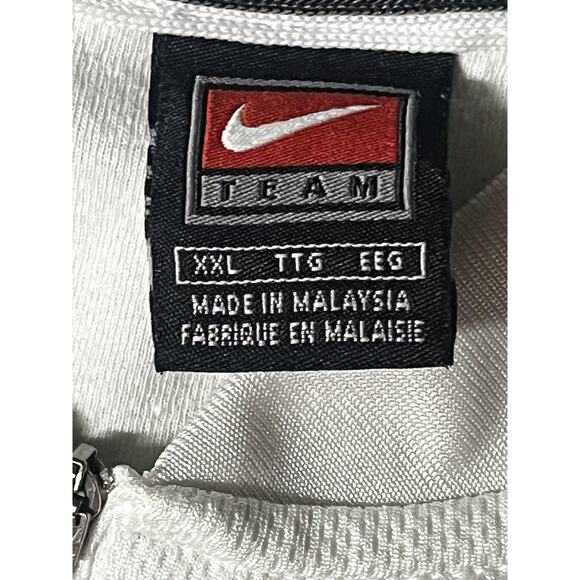 TEAM
XXL TTG EEG
MADE IN MALAYSIA
FABRIQUE EN MALAISIE